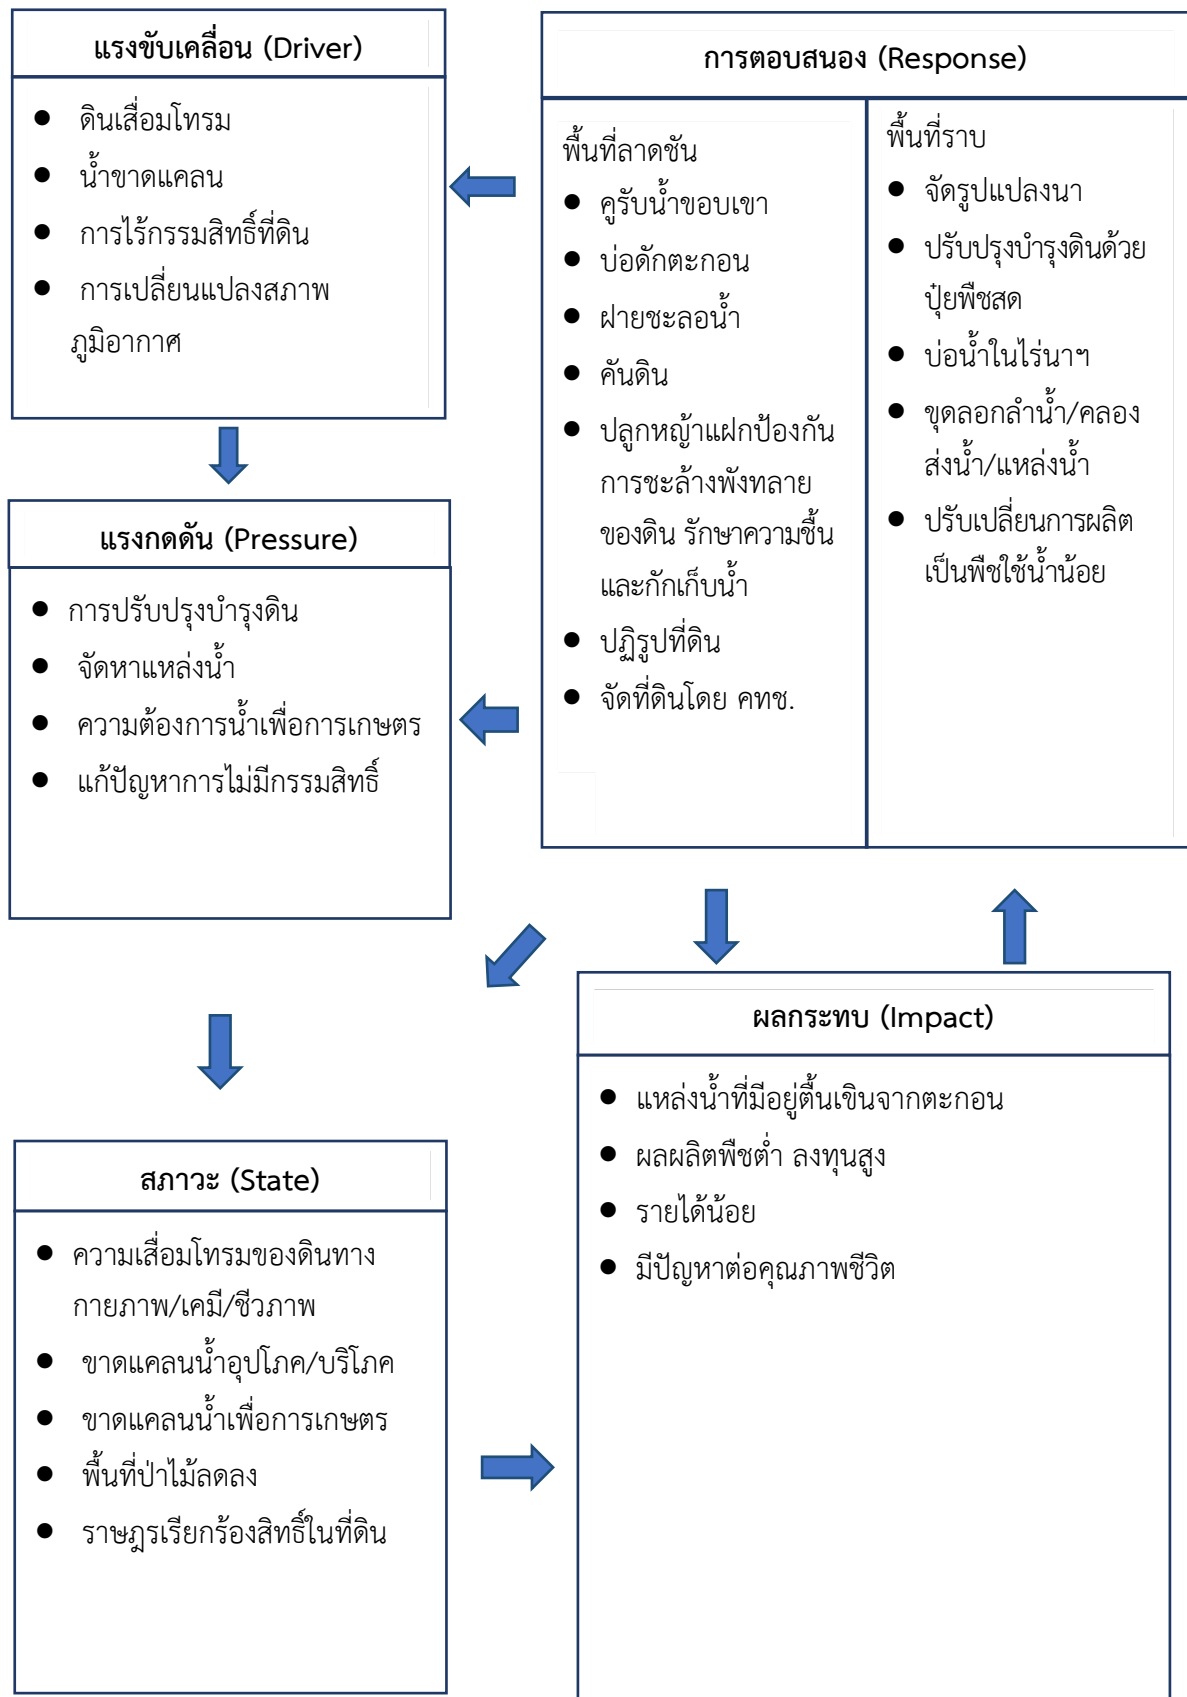 แรงขับเคลื่อน (Driver)
● ดินเสื่อมโทรม
● น้ำขาดแคลน
● การไร้กรรมสิทธิ์ที่ดิน
● การเปลี่ยนแปลงสภาพ
ภูมิอากาศ
การตอบสนอง (Response)
พื้นที่ลาดชัน
● คูรับน้ำขอบเขา
● บ่อดักตะกอน
● ฝายชะลอน้ำ
● คันดิน
● ปลูกหญ้าแฝกป้องกัน
การชะล้างพังทลาย
ของดิน รักษาความชื้น
และกักเก็บน้ำ
● ปฏิรูปที่ดิน
● จัดที่ดินโดย คทช.
พื้นที่ราบ
● จัดรูปแปลงนา
● ปรับปรุงบำรุงดินด้วย
ปุ๋ยพืชสด
● บ่อน้ำในไร่นาฯ
● ขุดลอกลำน้ำ/คลอง
ส่งน้ำ/แหล่งน้ำ
● ปรับเปลี่ยนการผลิต
เป็นพืชใช้น้ำน้อย
แรงกดดัน (Pressure)
● การปรับปรุงบำรุงดิน
● จัดหาแหล่งน้ำ
● ความต้องการน้ำเพื่อการเกษตร
● แก้ปัญหาการไม่มีกรรมสิทธิ์
สภาวะ (State)
● ความเสื่อมโทรมของดินทาง
กายภาพ/เคมี/ชีวภาพ
● ขาดแคลนน้ำอุปโภค/บริโภค
● ขาดแคลนน้ำเพื่อการเกษตร
● พื้นที่ป่าไม้ลดลง
● ราษฎรเรียกร้องสิทธิ์ในที่ดิน
ผลกระทบ (Impact)
● แหล่งน้ำที่มีอยู่ตื้นเขินจากตะกอน
● ผลผลิตพืชต่ำ ลงทุนสูง
● รายได้น้อย
● มีปัญหาต่อคุณภาพชีวิต